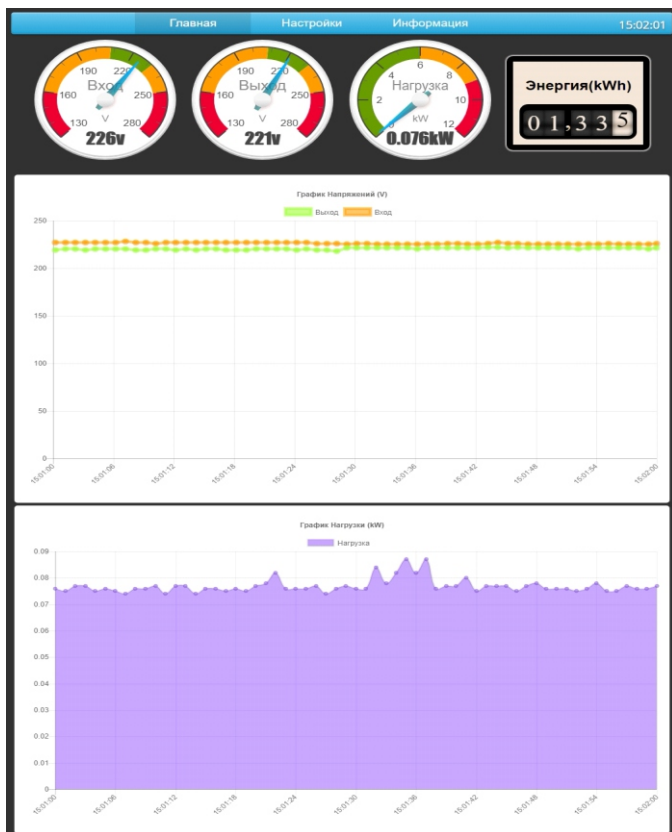 Главная Настройки Информация 15:02:01
130 160 190 220 250 280
Вход
V
226v
130 160 190 220 250 280
Выход
V
221v
0 2 4 6 8 10 12
Нагрузка
kW
0.076kW
Энергия(kWh)
01,335
График Напряжений (V)
Выход Вход
250
200
150
100
50
0
15:01:00 15:01:06 15:01:12 15:01:18 15:01:24 15:01:30 15:01:36 15:01:42 15:01:48 15:01:54 15:02:00
График Нагрузки (kW)
Нагрузка
0.09
0.08
0.07
0.06
0.05
0.04
0.03
0.02
0.01
0
15:01:00 15:01:06 15:01:12 15:01:18 15:01:24 15:01:30 15:01:36 15:01:42 15:01:48 15:01:54 15:02:00